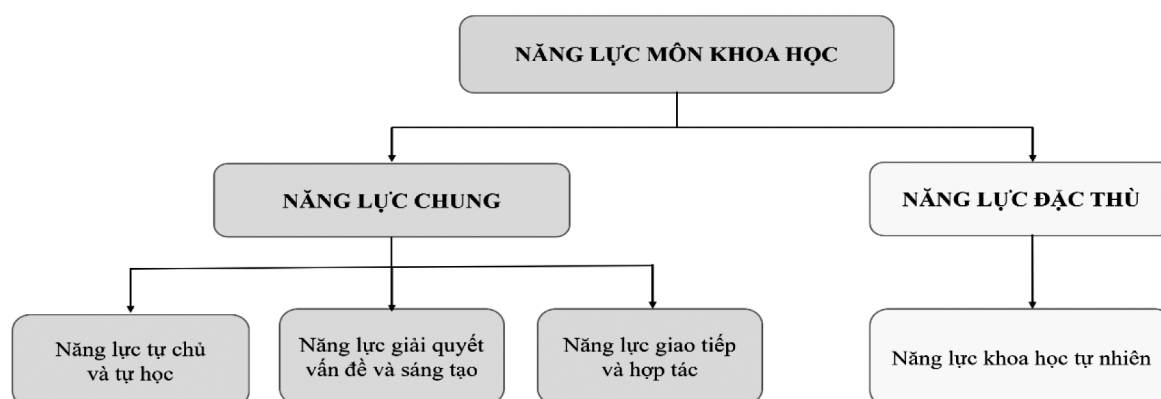 NĂNG LỰC MÔN KHOA HỌC
NĂNG LỰC CHUNG
NĂNG LỰC ĐẶC THÙ
Năng lực tự chủ
và tự học
Năng lực giải quyết
vấn đề và sáng tạo
Năng lực giao tiếp
và hợp tác
Năng lực khoa học tự nhiên